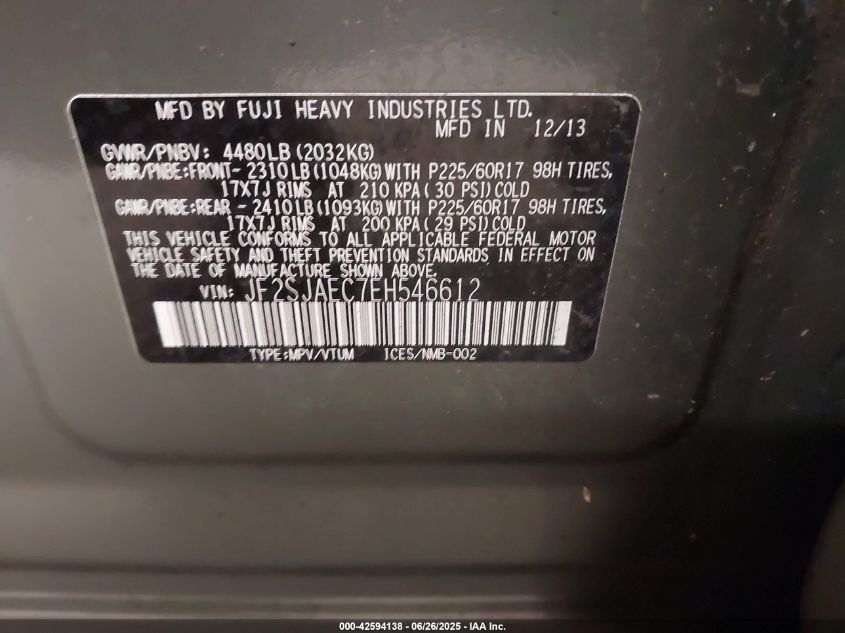 MFD BY FUJI HEAVY INDUSTRIES LTD.
MFD IN 12/13
GVWR/PNBV: 4480LB (2032KG)
GAWR/PNBE:FRONT- 2310LB (1048KG) WITH P225/60R17 98H TIRES,
17X7J RIMS AT 210 KPA ( 30 PSI) COLD
GAWR/PNBE:REAR - 2410LB (1093KG) WITH P225/60R17 98H TIRES,
17X7J RIMS AT 200 KPA ( 29 PSI) COLD
THIS VEHICLE CONFORMS TO ALL APPLICABLE FEDERAL MOTOR
VEHICLE SAFETY AND THEFT PREVENTION STANDARDS IN EFFECT ON
THE DATE OF MANUFACTURE SHOWN ABOVE.
VIN: JF2SJAEC7EH546612
TYPE:MPV/VTUM ICES/NMB-002
000-42594138 - 06/26/2025 - IAA Inc.